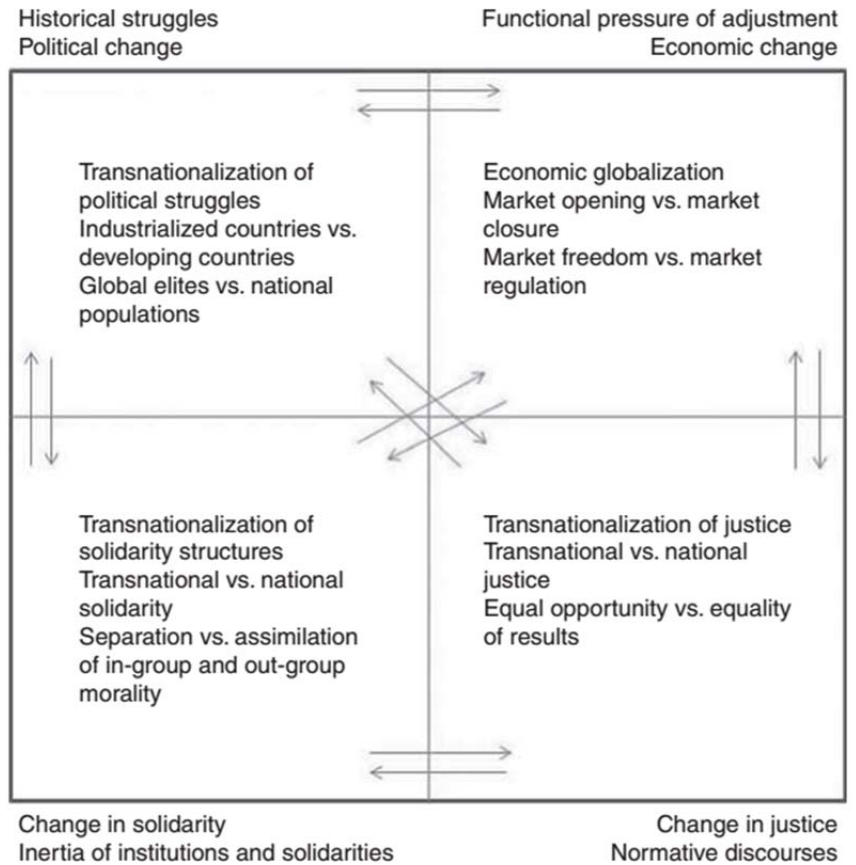 Historical struggles
Political change
Functional pressure of adjustment
Economic change
Transnationalization of
political struggles
Industrialized countries vs.
developing countries
Global elites vs. national
populations
Economic globalization
Market opening vs. market
closure
Market freedom vs. market
regulation
Transnationalization of
solidarity structures
Transnational vs. national
solidarity
Separation vs. assimilation
of in-group and out-group
morality
Transnationalization of justice
Transnational vs. national
justice
Equal opportunity vs. equality
of results
Change in solidarity
Inertia of institutions and solidarities
Change in justice
Normative discourses